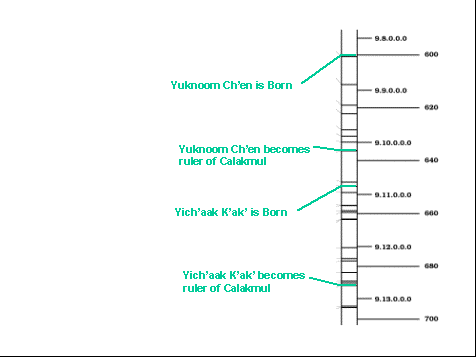 9.8.0.0.0
600
Yuknoom Ch'en is Born
9.9.0.0.0
620
9.10.0.0.0
Yuknoom Ch'en becomes
ruler of Calakmul
640
9.11.0.0.0
Yich'aak K'ak' is Born
660
9.12.0.0.0
680
Yich'aak K'ak' becomes
ruler of Calakmul
9.13.0.0.0
700